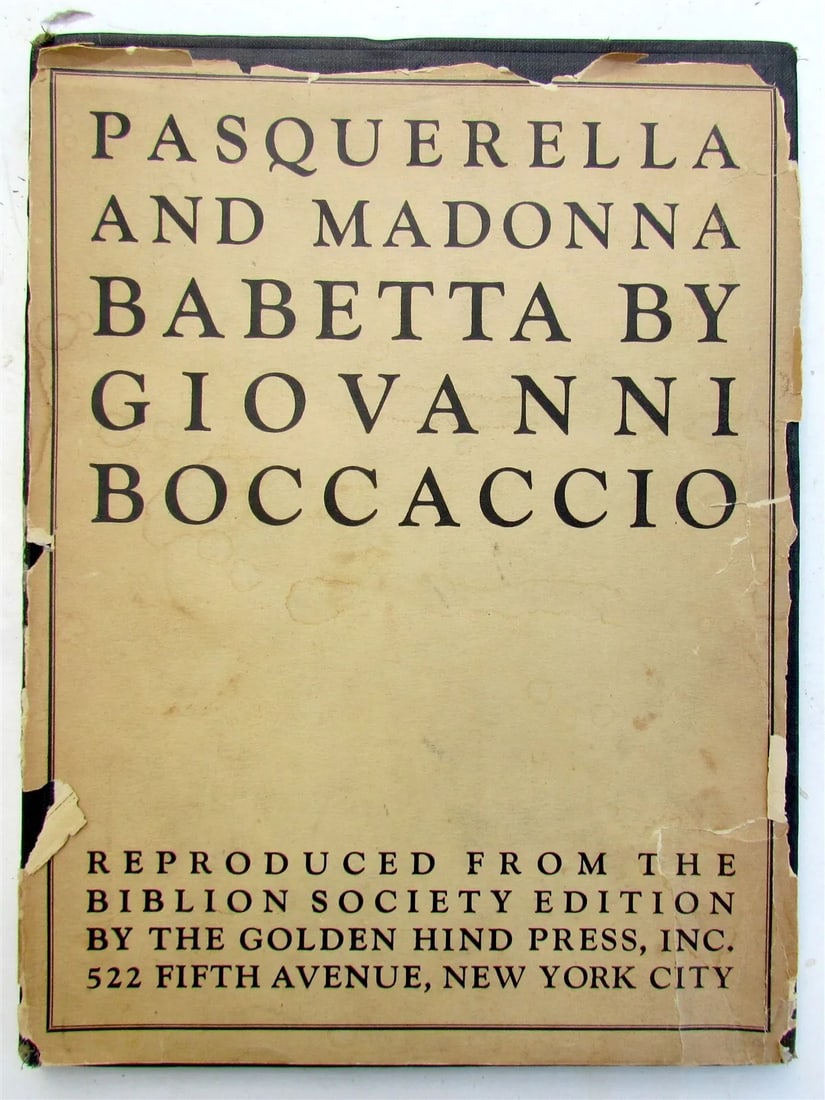 PASQUERELLA
AND MADONNA
BABETTA BY
GIOVANNI
BOCCACCIO
REPRODUCED FROM THE
BIBLION SOCIETY EDITION
BY THE GOLDEN HIND PRESS, INC.
522 FIFTH AVENUE, NEW YORK CITY